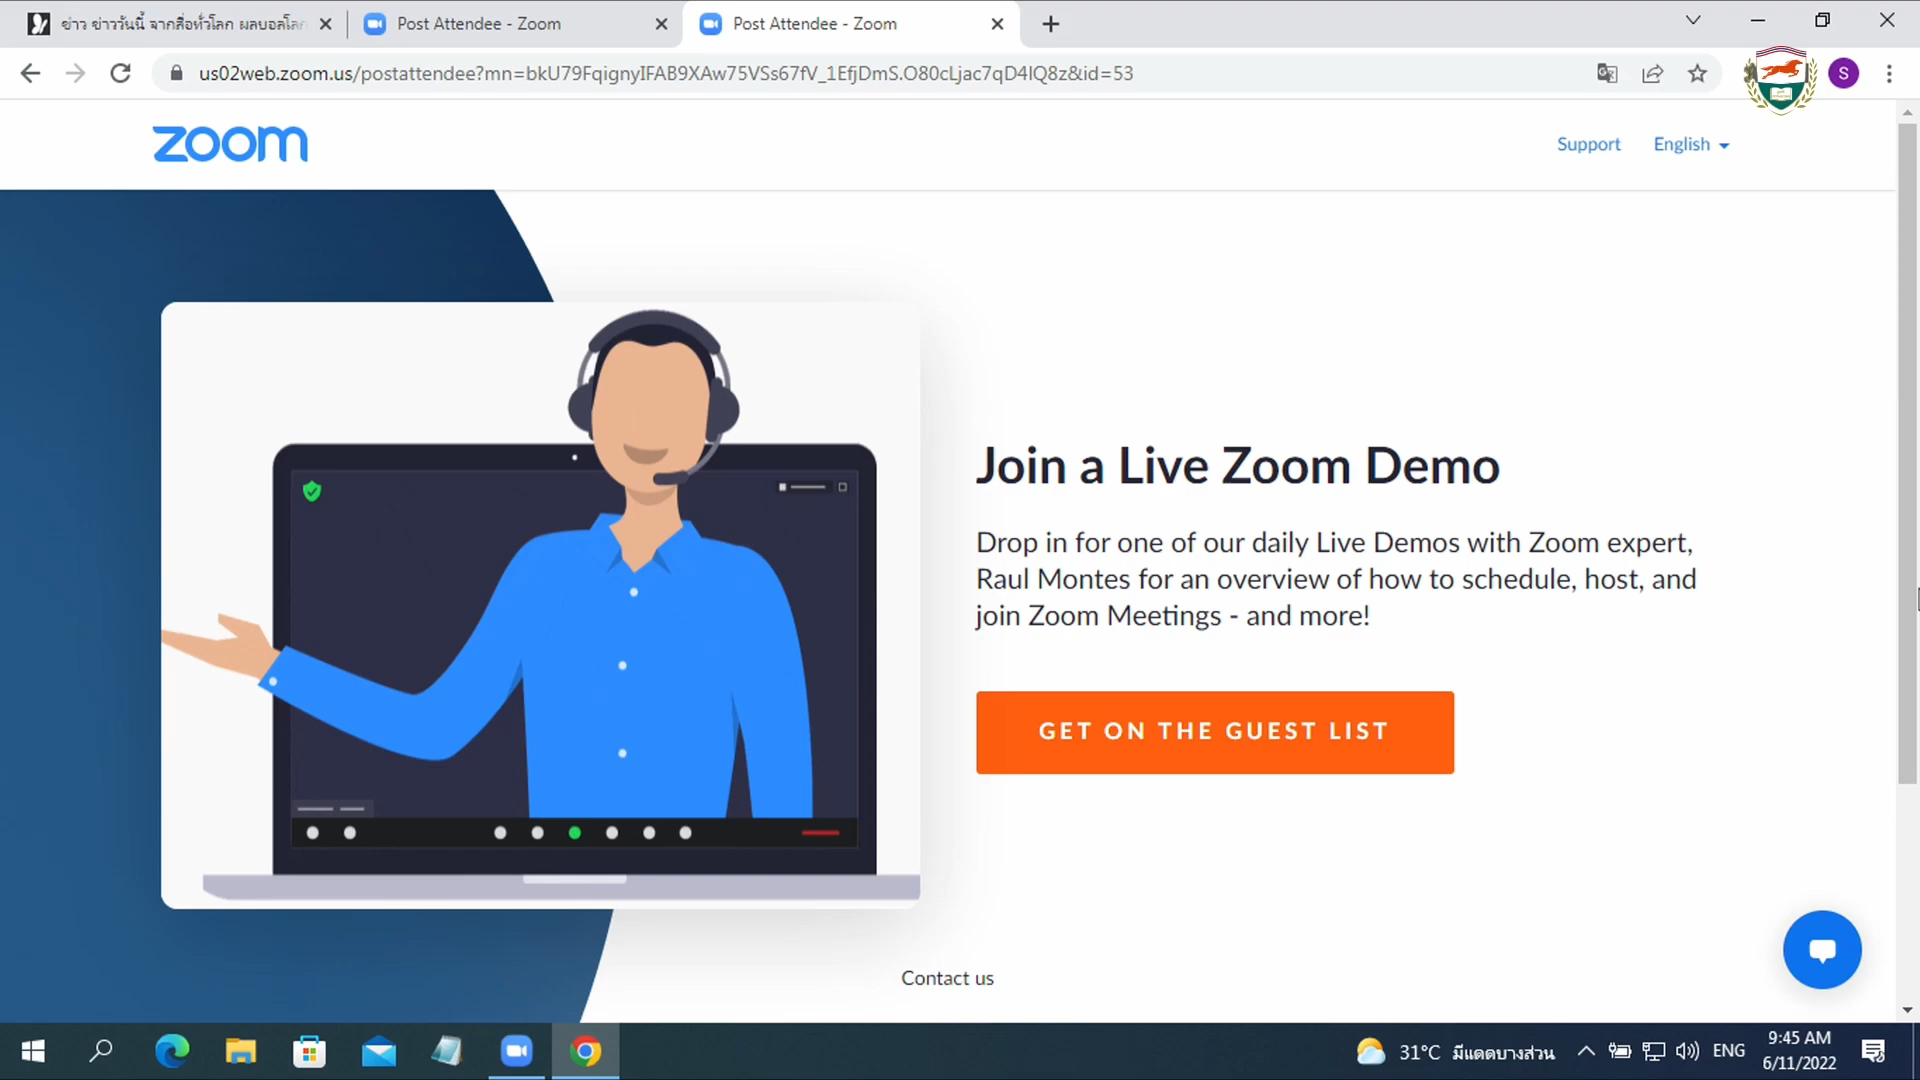 ข่าว ข่าววันนี้ จากสื่อทั่วโลก ผลบอลโลก
Post Attendee - Zoom
Post Attendee - Zoom
us02web.zoom.us/postattendee?mn=bkU79FqignyIFAB9XAw75VSs67fV_1EfjDmS.O80cLjac7qD4IQ8z&id=53
S
zoom
Support
English
Join a Live Zoom Demo
Drop in for one of our daily Live Demos with Zoom expert,
Raul Montes for an overview of how to schedule, host, and
join Zoom Meetings - and more!
GET ON THE GUEST LIST
Contact us
31°C มีแดดบางส่วน
ENG
9:45 AM
6/11/2022